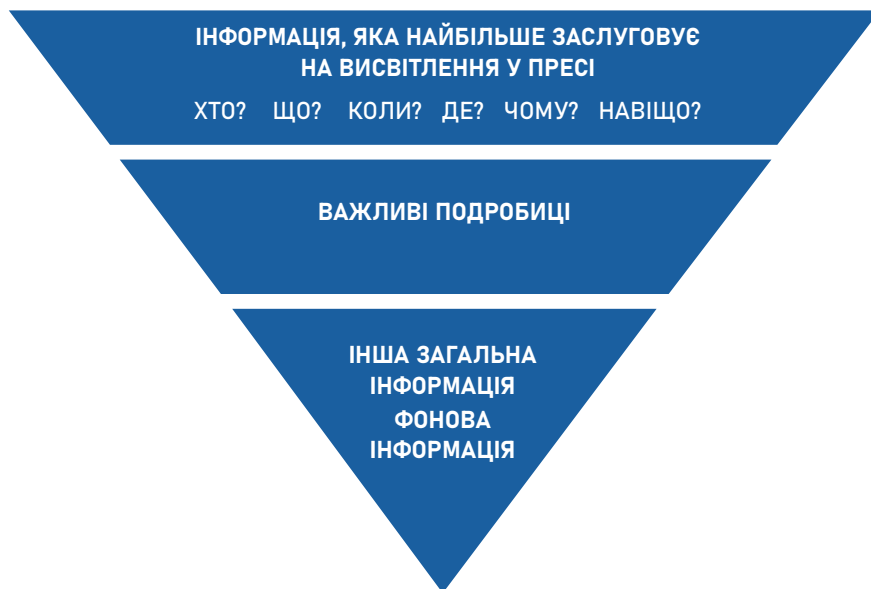 ІНФОРМАЦІЯ, ЯКА НАЙБІЛЬШЕ ЗАСЛУГОВУЄ
НА ВИСВІТЛЕННЯ У ПРЕСІ
ХТО? ЩО? КОЛИ? ДЕ? ЧОМУ? НАВІЩО?
ВАЖЛИВІ ПОДРОБИЦІ
ІНША ЗАГАЛЬНА
ІНФОРМАЦІЯ
ФОНОВА
ІНФОРМАЦІЯ